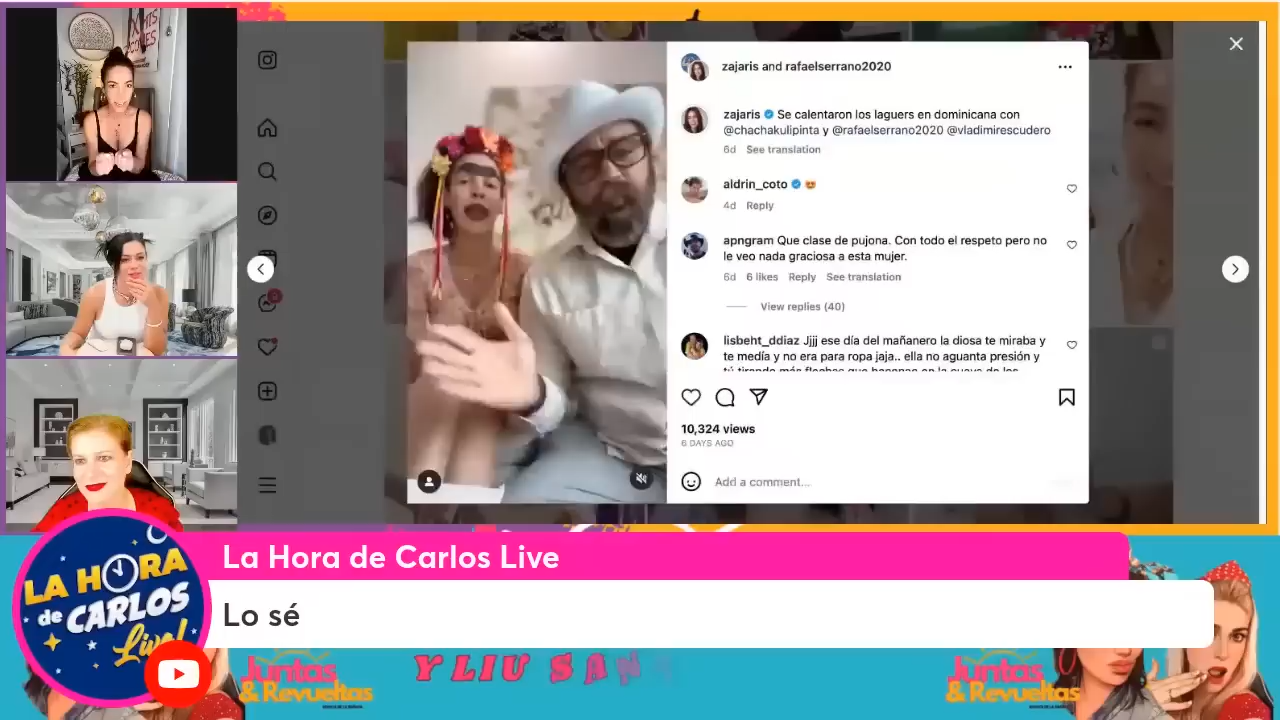 zajaris and rafaelserrano2020
zajaris Se calentaron los laguers en dominicana con
@chachakulipinta y @rafaelserrano2020 @vladimirescudero
6d See translation
aldrin_coto 😍
4d Reply
apngram Que clase de pujona. Con todo el respeto pero no
le veo nada graciosa a esta mujer.
6d 6 likes Reply See translation
View replies (40)
lisbeht_ddiaz Jjjj ese día del mañanero la diosa te miraba y
te medía y no era para ropa jaja.. ella no aguanta presión y
10,324 views
6 DAYS AGO
Add a comment...
La Hora de Carlos Live
Lo sé
LA HORA
de CARLOS
Live!
Juntas
& Revueltas
YLIU SAN
Juntas
& Revueltas